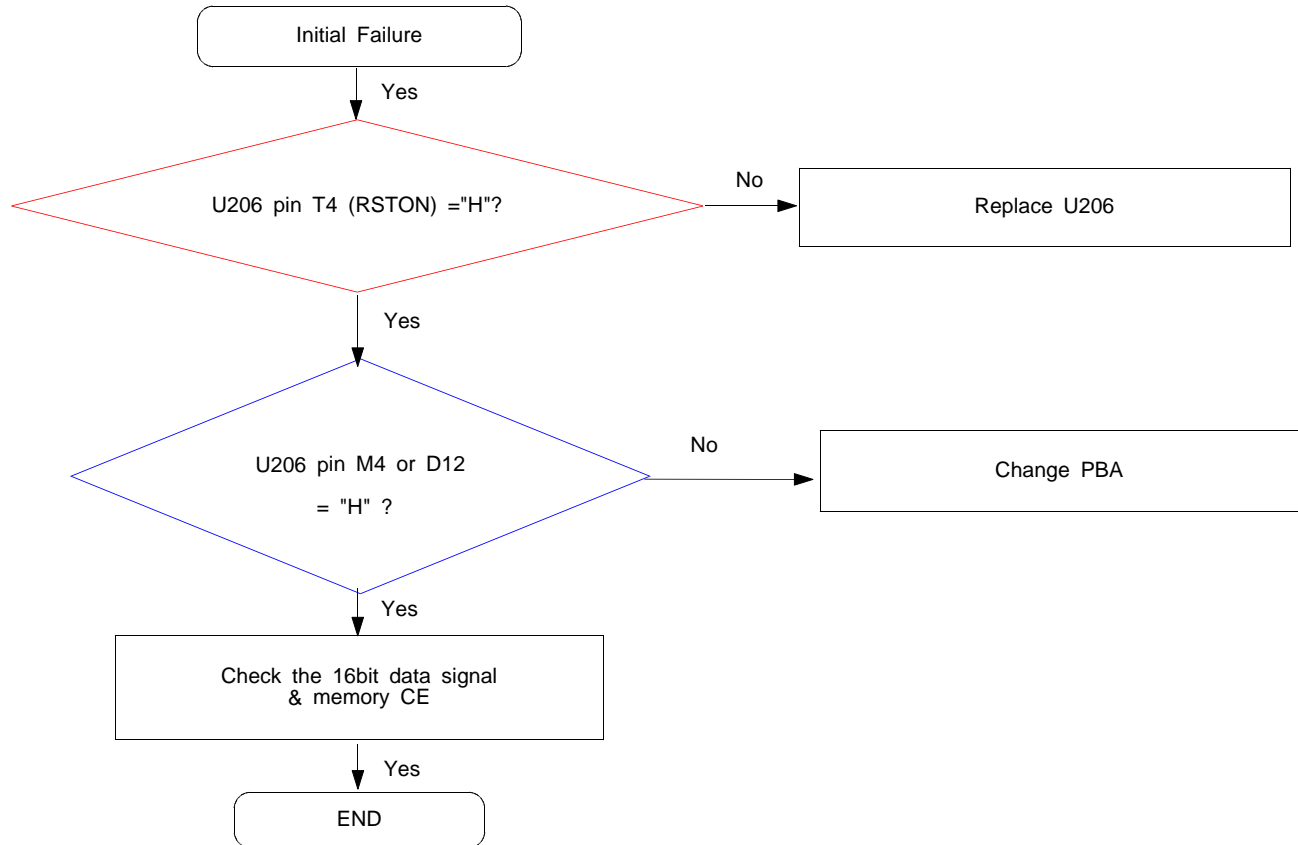 Initial Failure
Yes
U206 pin T4 (RSTON) ="H"?
No
Replace U206
Yes
U206 pin M4 or D12
= "H" ?
No
Change PBA
Yes
Check the 16bit data signal
& memory CE
Yes
END